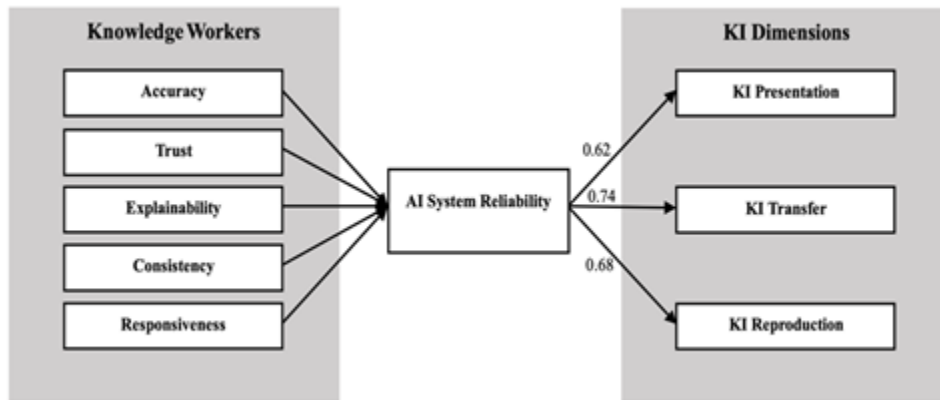 Knowledge Workers
Accuracy
Trust
Explainability
Consistency
Responsiveness
AI System Reliability
0.62
0.74
0.68
KI Dimensions
KI Presentation
KI Transfer
KI Reproduction